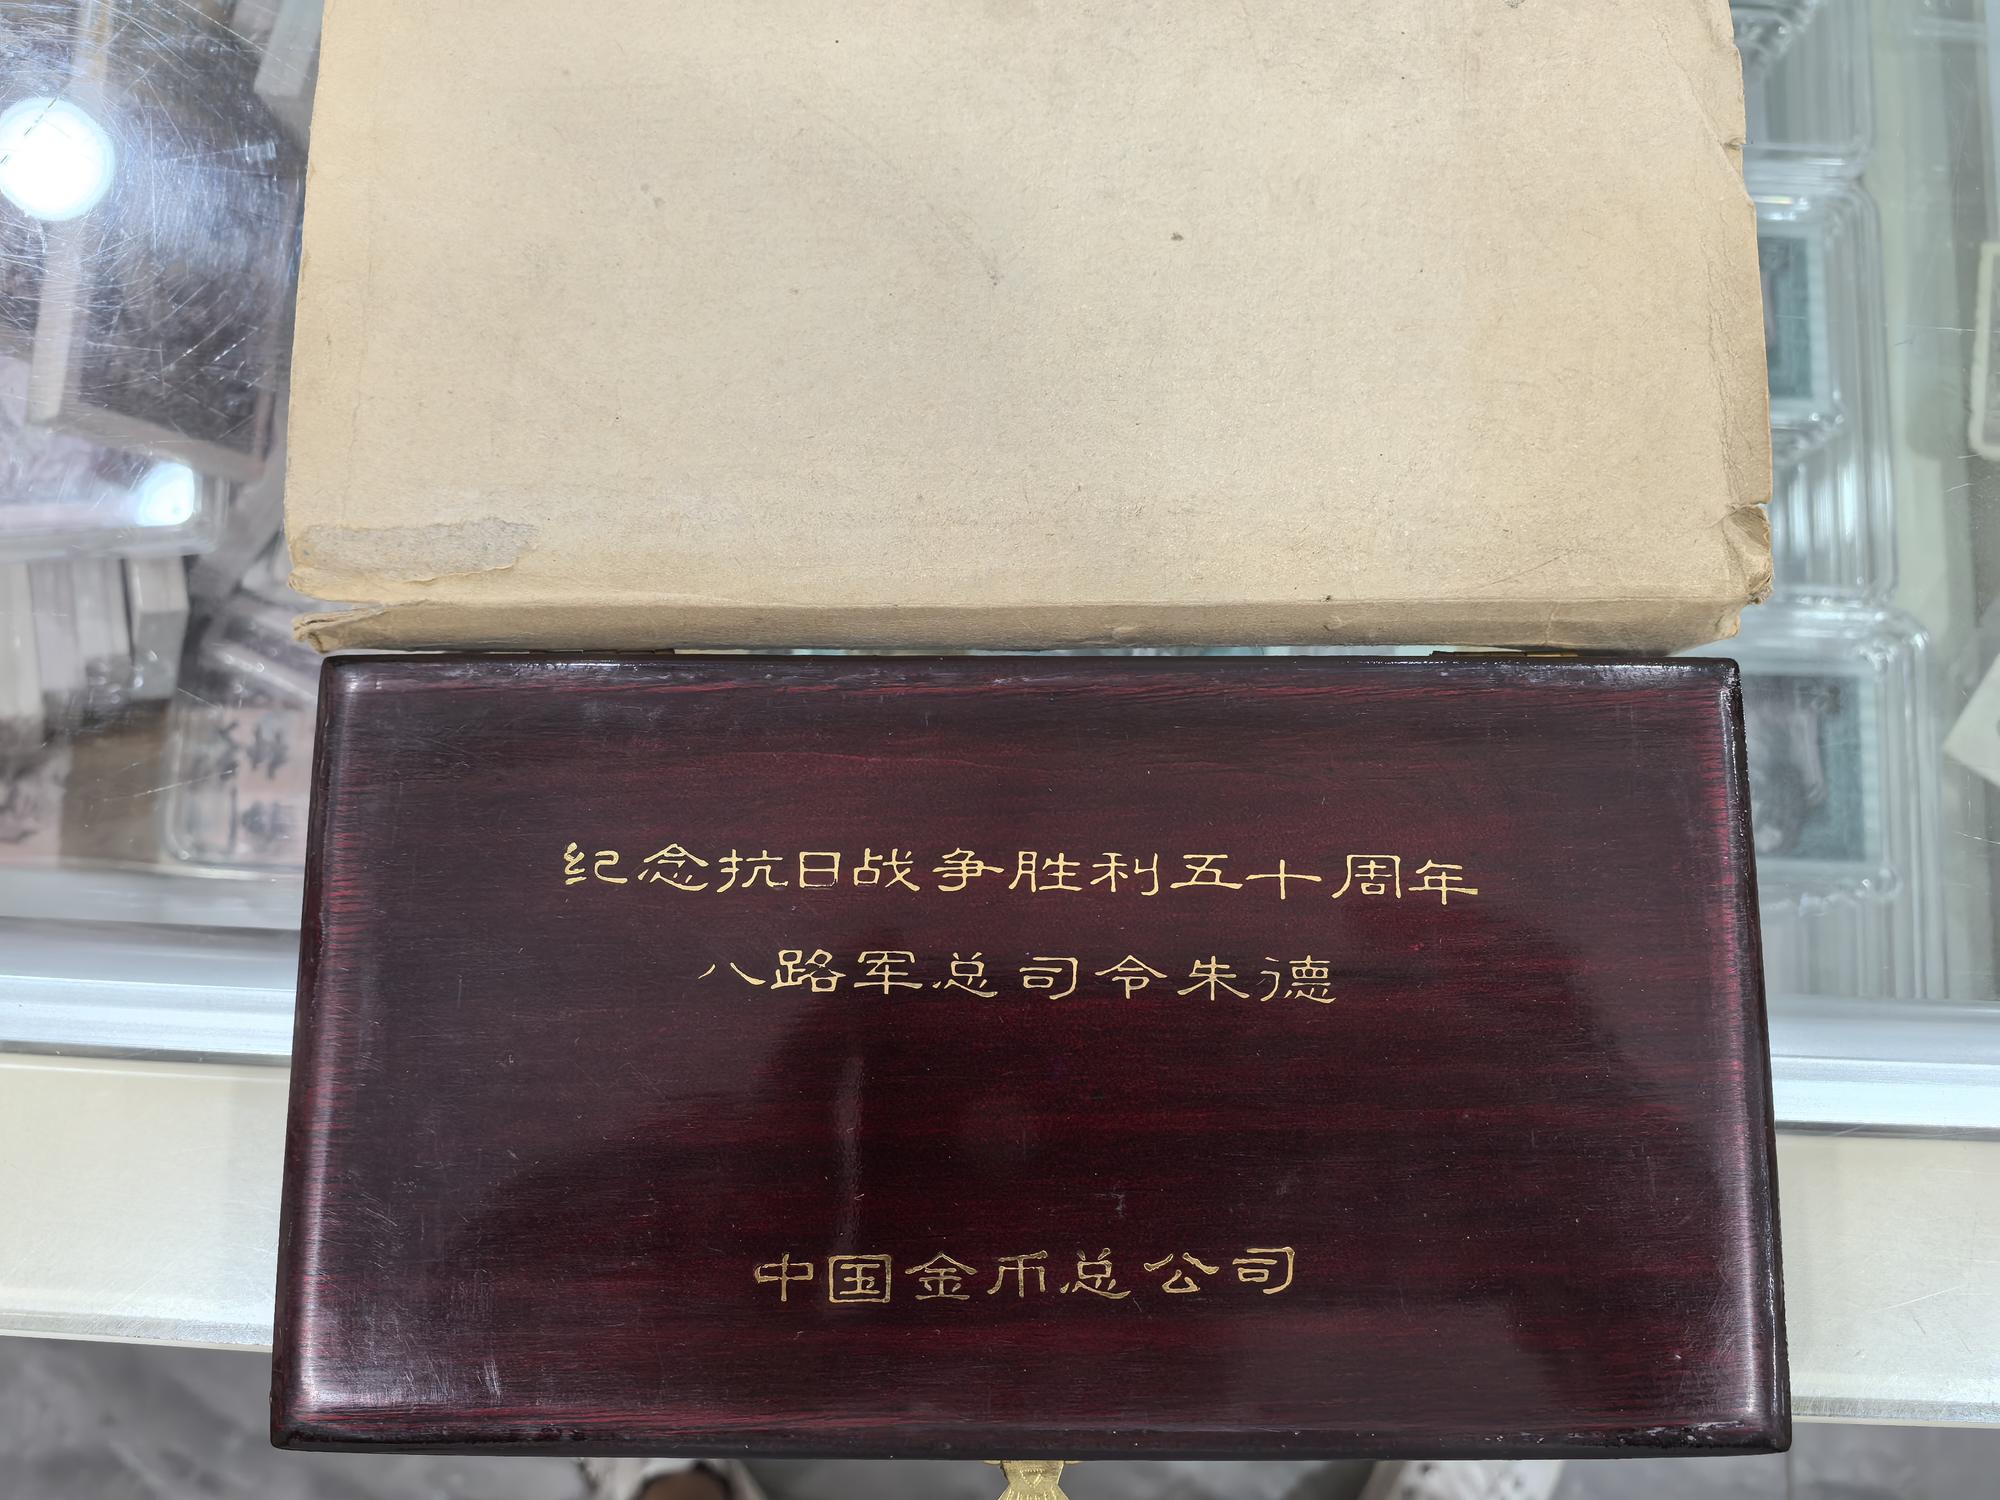 纪念抗日战争胜利五十周年
八路军总司令朱德
中国金币总公司